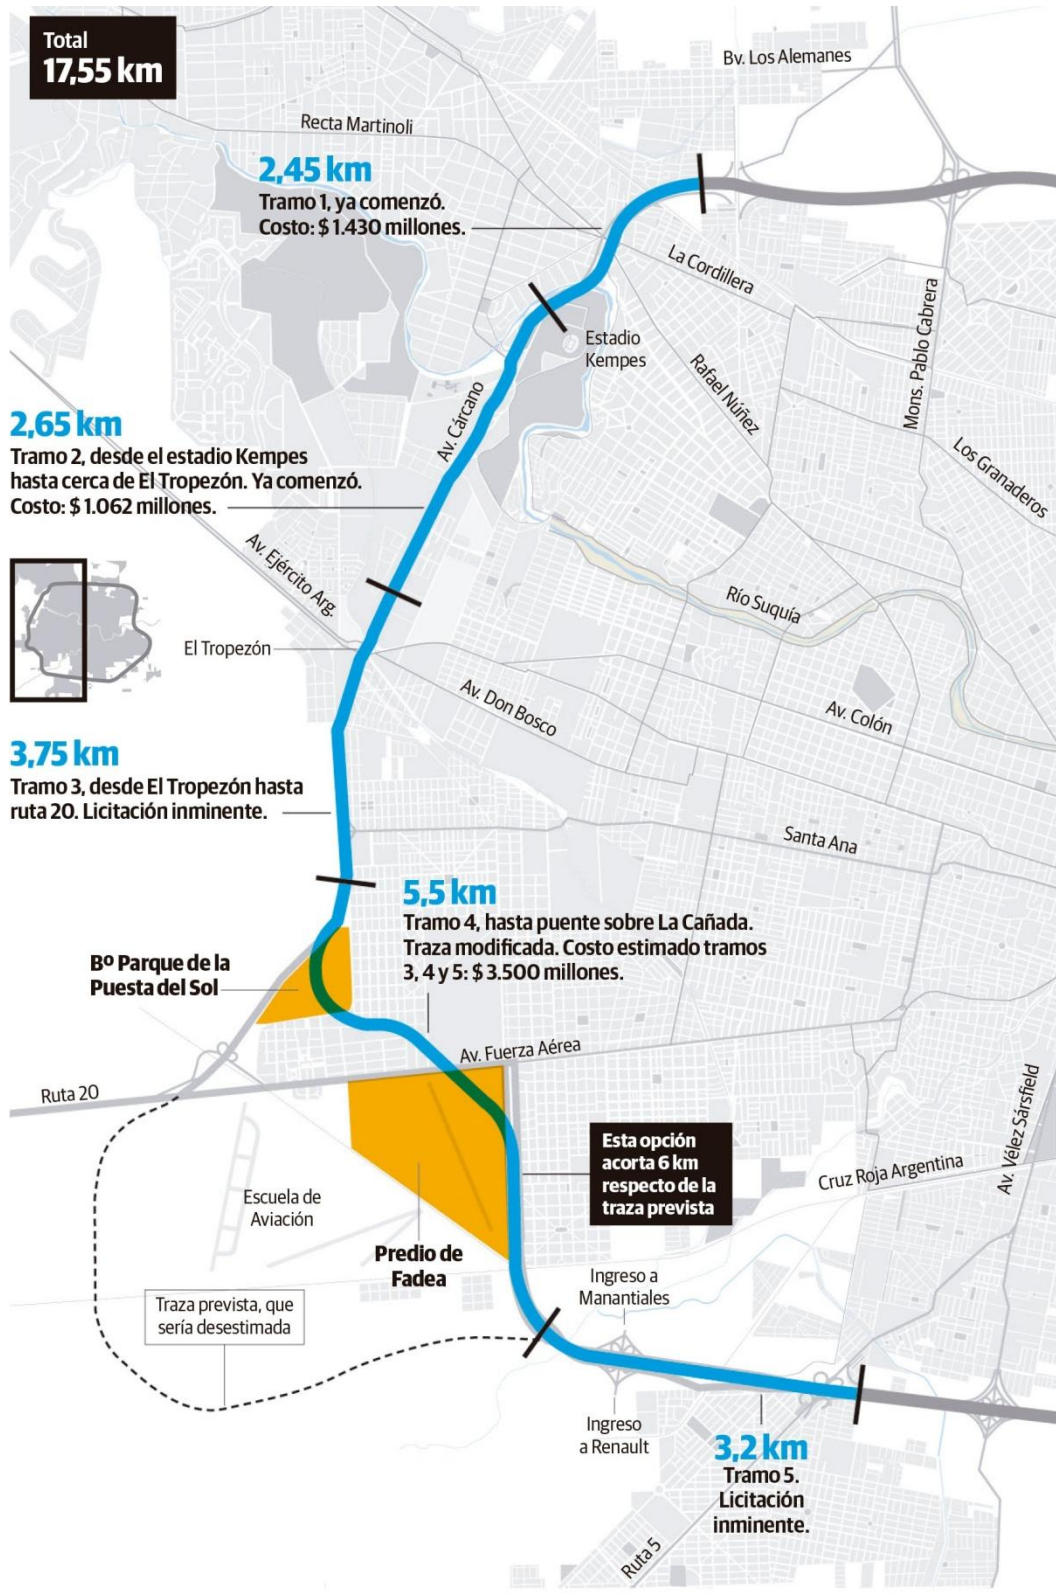 Total
17,55 km
Bv. Los Alemanes
Recta Martinoli
2,45 km
Tramo 1, ya comenzó.
Costo: $ 1.430 millones.
La Cordillera
Mons. Pablo Cabrera
Estadio
Kempes
Rafael Núñez
Av. Cárcano
Los Granaderos
2,65 km
Tramo 2, desde el estadio Kempes
hasta cerca de El Tropezón. Ya comenzó.
Costo: $ 1.062 millones.
Av. Ejército Arg.
Río Suquía
El Tropezón
Av. Don Bosco
Av. Colón
3,75 km
Tramo 3, desde El Tropezón hasta
ruta 20. Licitación inminente.
Santa Ana
5,5 km
Tramo 4, hasta puente sobre La Cañada.
Traza modificada. Costo estimado tramos
3, 4 y 5: $ 3.500 millones.
Bº Parque de la
Puesta del Sol
Av. Fuerza Aérea
Ruta 20
Av. Vélez Sársfield
Esta opción
acorta 6 km
respecto de la
traza prevista
Cruz Roja Argentina
Escuela de
Aviación
Predio de
Fadea
Ingreso a
Manantiales
Traza prevista, que
sería desestimada
Ingreso
a Renault
3,2 km
Tramo 5.
Licitación
inminente.
Ruta 5